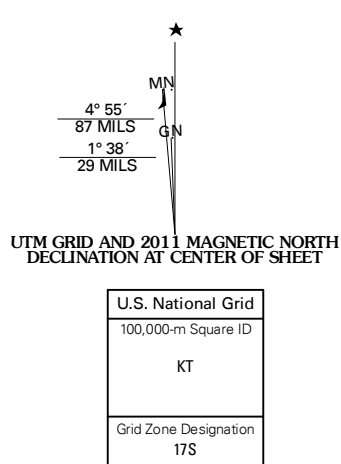 ★
MN
4° 55´
87 MILS
GN
1° 38´
29 MILS
UTM GRID AND 2011 MAGNETIC NORTH
DECLINATION AT CENTER OF SHEET
U.S. National Grid
100,000-m Square ID
KT
Grid Zone Designation
17S